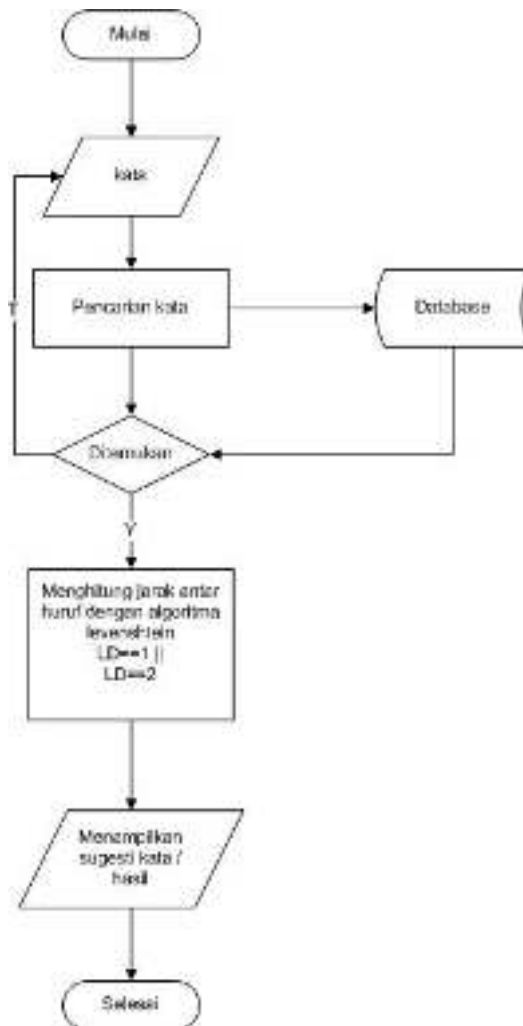 Mulai
kata
Pencarian kata
Database
T
Ditemukan
Y
Menghitung jarak antar
huruf dengan algoritma
levenshtein
LD==1 ||
LD==2
Menampilkan
sugesti kata /
hasil
Selesai